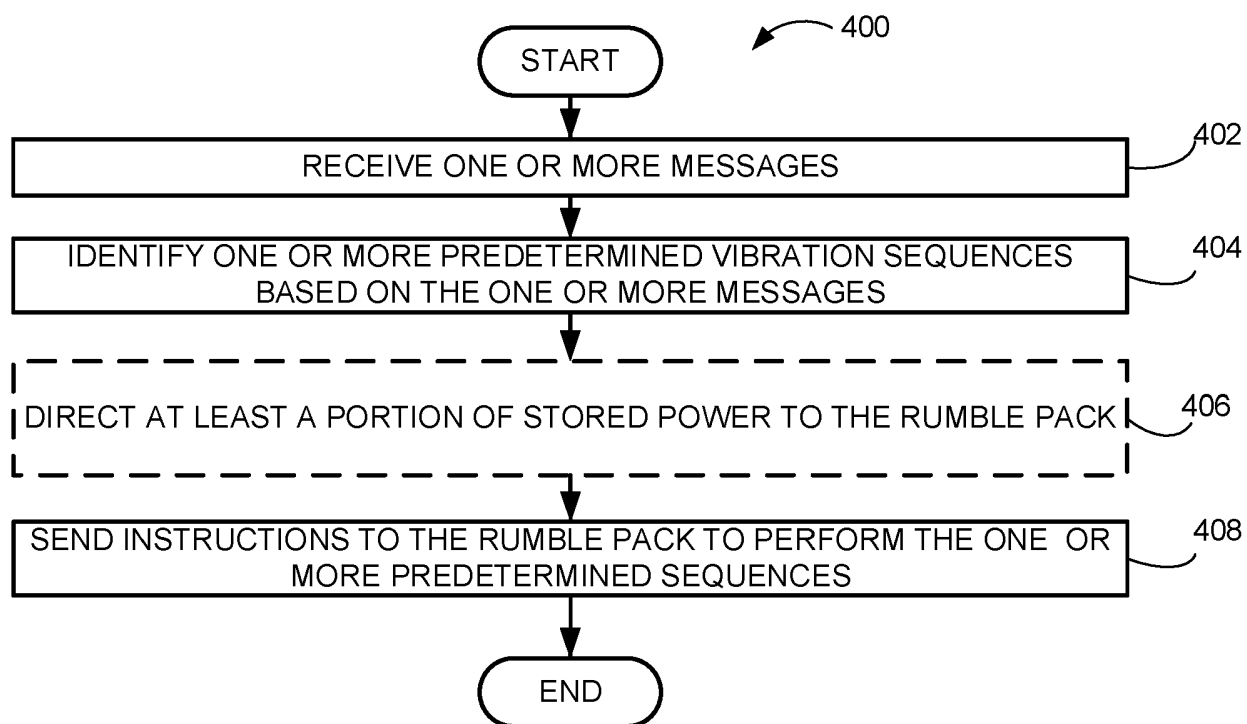 400
START
RECEIVE ONE OR MORE MESSAGES
402
IDENTIFY ONE OR MORE PREDETERMINED VIBRATION SEQUENCES
BASED ON THE ONE OR MORE MESSAGES
404
DIRECT AT LEAST A PORTION OF STORED POWER TO THE RUMBLE PACK
406
SEND INSTRUCTIONS TO THE RUMBLE PACK TO PERFORM THE ONE OR
MORE PREDETERMINED SEQUENCES
408
END